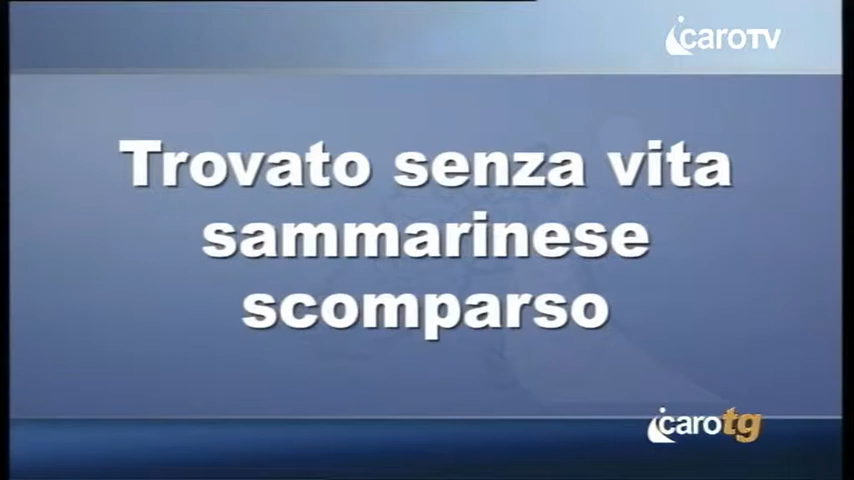 icaroTV
Trovato senza vita
sammarinese
scomparso
icarotg